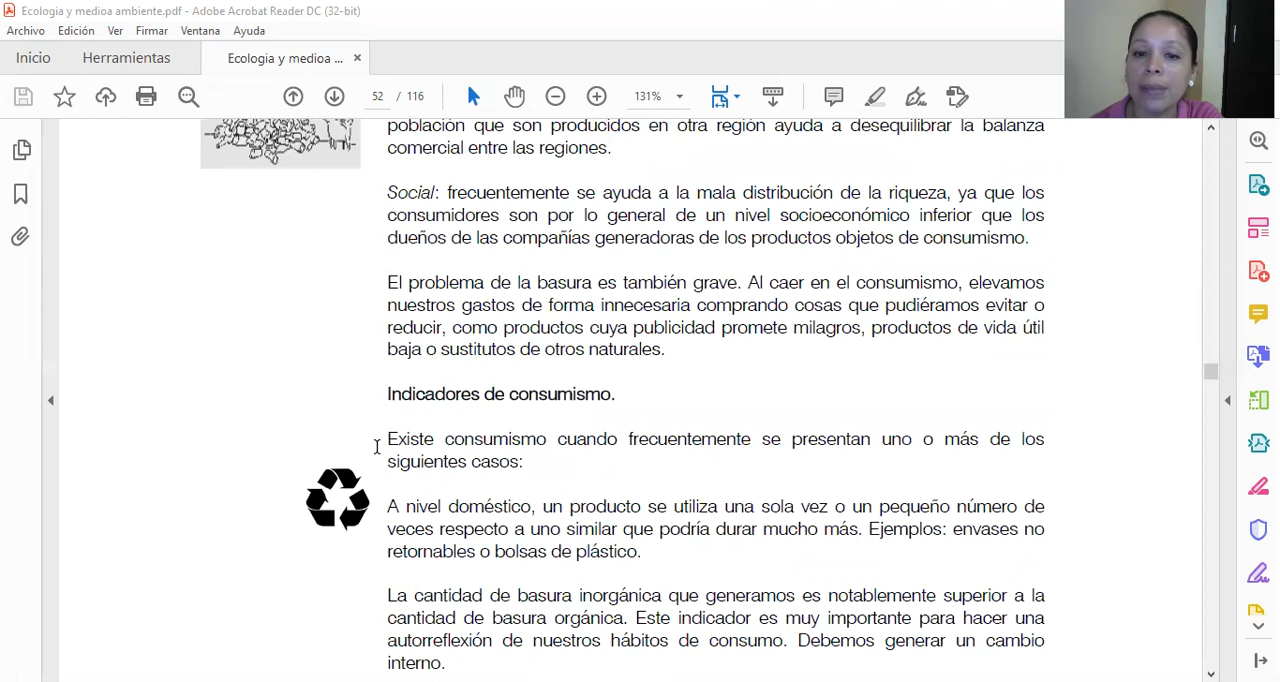 Ecologia y medioa ambiente.pdf - Adobe Acrobat Reader DC (32-bit)
Archivo Edición Ver Firmar Ventana Ayuda
Inicio Herramientas Ecologia y medioa ... ×
52 / 116 131%
población que son producidos en otra región ayuda a desequilibrar la balanza
comercial entre las regiones.
Social: frecuentemente se ayuda a la mala distribución de la riqueza, ya que los
consumidores son por lo general de un nivel socioeconómico inferior que los
dueños de las compañías generadoras de los productos objetos de consumismo.
El problema de la basura es también grave. Al caer en el consumismo, elevamos
nuestros gastos de forma innecesaria comprando cosas que pudiéramos evitar o
reducir, como productos cuya publicidad promete milagros, productos de vida útil
baja o sustitutos de otros naturales.
Indicadores de consumismo.
Existe consumismo cuando frecuentemente se presentan uno o más de los
siguientes casos:
A nivel doméstico, un producto se utiliza una sola vez o un pequeño número de
veces respecto a uno similar que podría durar mucho más. Ejemplos: envases no
retornables o bolsas de plástico.
La cantidad de basura inorgánica que generamos es notablemente superior a la
cantidad de basura orgánica. Este indicador es muy importante para hacer una
autorreflexión de nuestros hábitos de consumo. Debemos generar un cambio
interno.